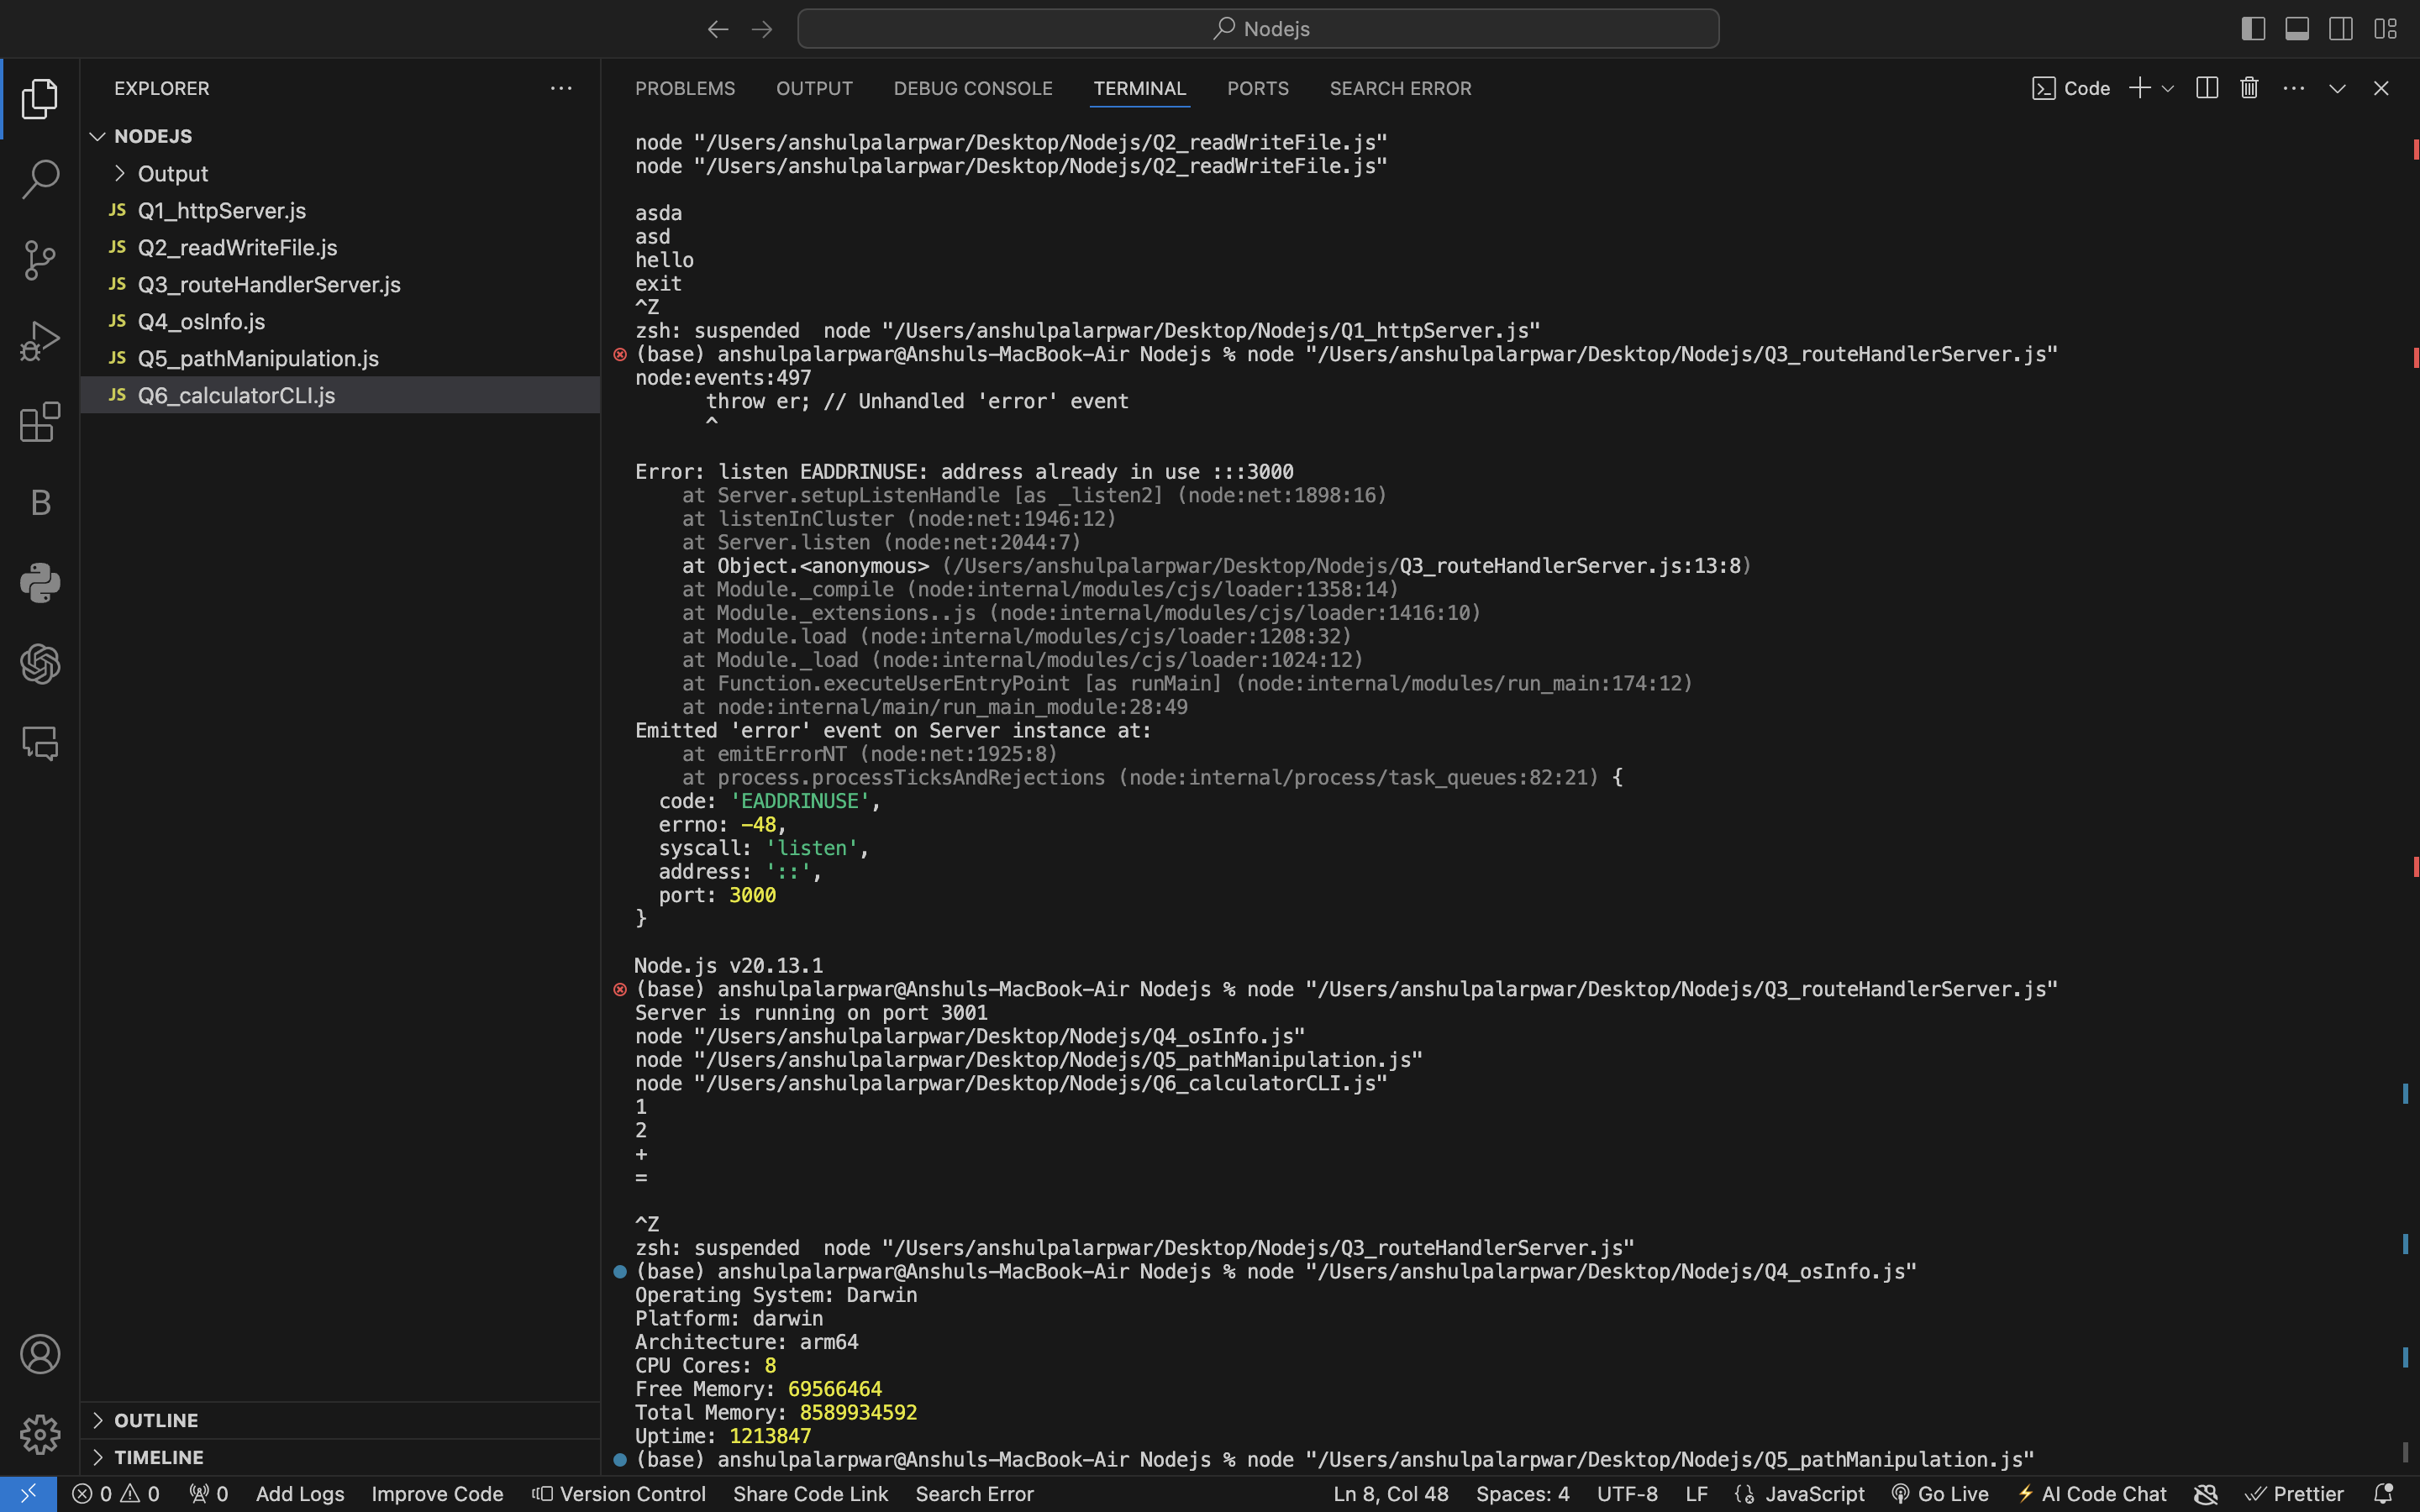 Nodejs
EXPLORER
NODEJS
Output
JS Q1_httpServer.js
JS Q2_readWriteFile.js
JS Q3_routeHandlerServer.js
JS Q4_osInfo.js
JS Q5_pathManipulation.js
JS Q6_calculatorCLI.js
B
OUTLINE
TIMELINE
PROBLEMS OUTPUT DEBUG CONSOLE TERMINAL PORTS SEARCH ERROR Code
node "/Users/anshulpalarpwar/Desktop/Nodejs/Q2_readWriteFile.js"
node "/Users/anshulpalarpwar/Desktop/Nodejs/Q2_readWriteFile.js"
asda
asd
hello
exit
^Z
zsh: suspended  node "/Users/anshulpalarpwar/Desktop/Nodejs/Q1_httpServer.js"
(base) anshulpalarpwar@Anshuls-MacBook-Air Nodejs % node "/Users/anshulpalarpwar/Desktop/Nodejs/Q3_routeHandlerServer.js"
node:events:497
      throw er; // Unhandled 'error' event
      ^
Error: listen EADDRINUSE: address already in use :::3000
    at Server.setupListenHandle [as _listen2] (node:net:1898:16)
    at listenInCluster (node:net:1946:12)
    at Server.listen (node:net:2044:7)
    at Object.<anonymous> (/Users/anshulpalarpwar/Desktop/Nodejs/Q3_routeHandlerServer.js:13:8)
    at Module._compile (node:internal/modules/cjs/loader:1358:14)
    at Module._extensions..js (node:internal/modules/cjs/loader:1416:10)
    at Module.load (node:internal/modules/cjs/loader:1208:32)
    at Module._load (node:internal/modules/cjs/loader:1024:12)
    at Function.executeUserEntryPoint [as runMain] (node:internal/modules/run_main:174:12)
    at node:internal/main/run_main_module:28:49
Emitted 'error' event on Server instance at:
    at emitErrorNT (node:net:1925:8)
    at process.processTicksAndRejections (node:internal/process/task_queues:82:21) {
  code: 'EADDRINUSE',
  errno: -48,
  syscall: 'listen',
  address: '::',
  port: 3000
}
Node.js v20.13.1
(base) anshulpalarpwar@Anshuls-MacBook-Air Nodejs % node "/Users/anshulpalarpwar/Desktop/Nodejs/Q3_routeHandlerServer.js"
Server is running on port 3001
node "/Users/anshulpalarpwar/Desktop/Nodejs/Q4_osInfo.js"
node "/Users/anshulpalarpwar/Desktop/Nodejs/Q5_pathManipulation.js"
node "/Users/anshulpalarpwar/Desktop/Nodejs/Q6_calculatorCLI.js"
1
2
+
=
^Z
zsh: suspended  node "/Users/anshulpalarpwar/Desktop/Nodejs/Q3_routeHandlerServer.js"
(base) anshulpalarpwar@Anshuls-MacBook-Air Nodejs % node "/Users/anshulpalarpwar/Desktop/Nodejs/Q4_osInfo.js"
Operating System: Darwin
Platform: darwin
Architecture: arm64
CPU Cores: 8
Free Memory: 69566464
Total Memory: 8589934592
Uptime: 1213847
(base) anshulpalarpwar@Anshuls-MacBook-Air Nodejs % node "/Users/anshulpalarpwar/Desktop/Nodejs/Q5_pathManipulation.js"
0 0 0 Add Logs Improve Code Version Control Share Code Link Search Error Ln 8, Col 48 Spaces: 4 UTF-8 LF JavaScript Go Live AI Code Chat Prettier